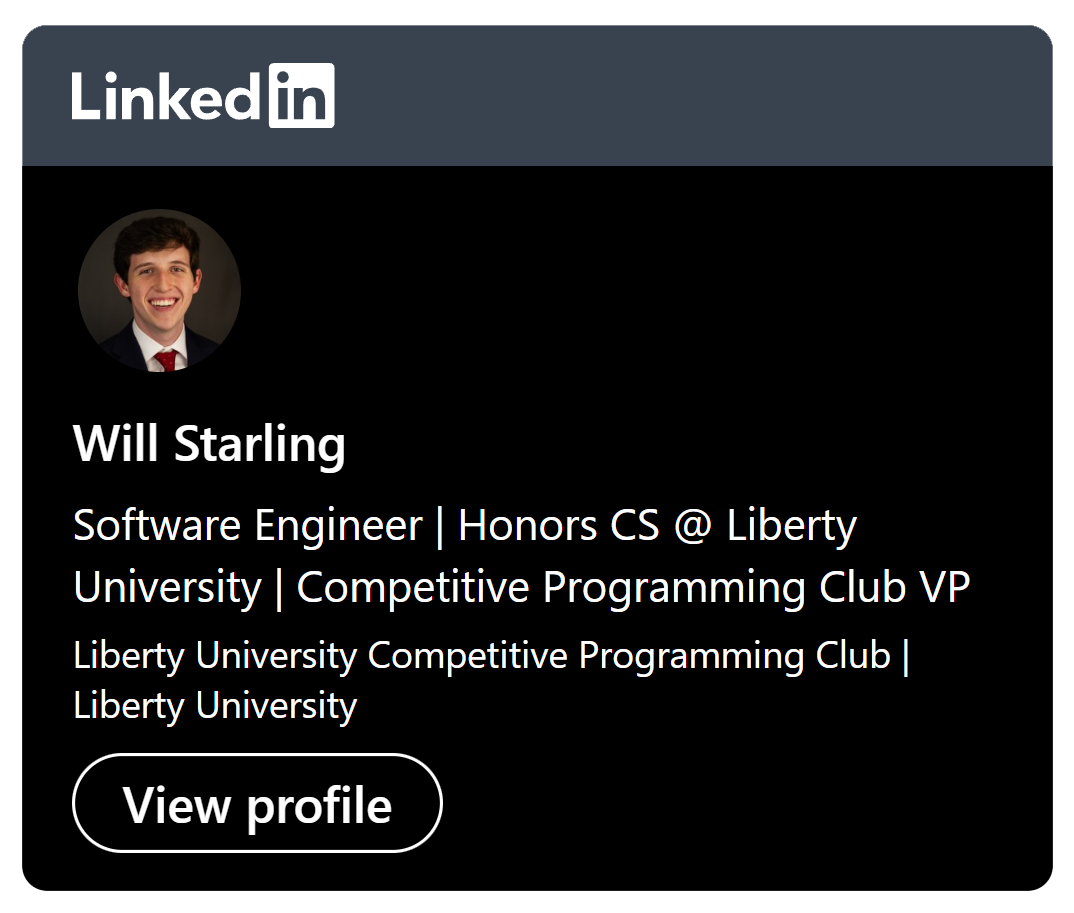 LinkedIn
Will Starling
Software Engineer | Honors CS @ Liberty
University | Competitive Programming Club VP
Liberty University Competitive Programming Club |
Liberty University
View profile